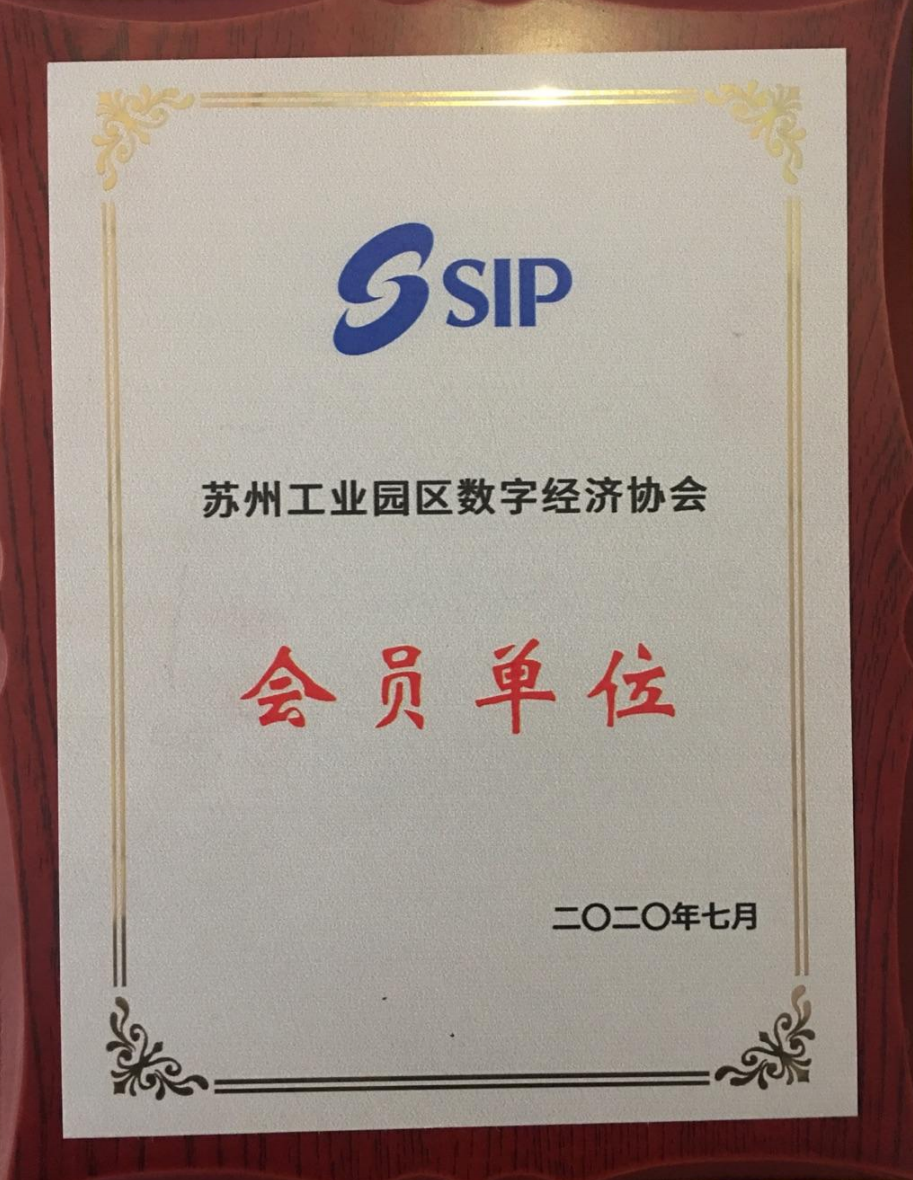 SIP
苏州工业园区数字经济协会
会员单位
二〇二〇年七月